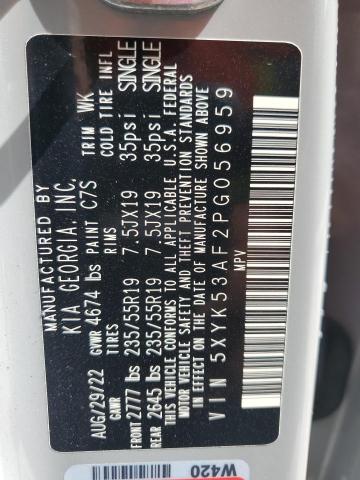 MANUFACTURED BY
KIA GEORGIA, INC.
AUG/29/22 GVWR 4674 lbs PAINT C7S TRIM WK
GAWR TIRES COLD TIRE INFL
FRONT 2777 lbs 235/55R19 7.5JX19 35psi SINGLE
REAR 2645 lbs 235/55R19 7.5JX19 35psi SINGLE
THIS VEHICLE CONFORMS TO ALL APPLICABLE U.S.A. FEDERAL
MOTOR VEHICLE SAFETY AND THEFT PREVENTION STANDARDS
IN EFFECT ON THE DATE OF MANUFACTURE SHOWN ABOVE
VIN 5XYK53AF2PG056959
MPV
W420